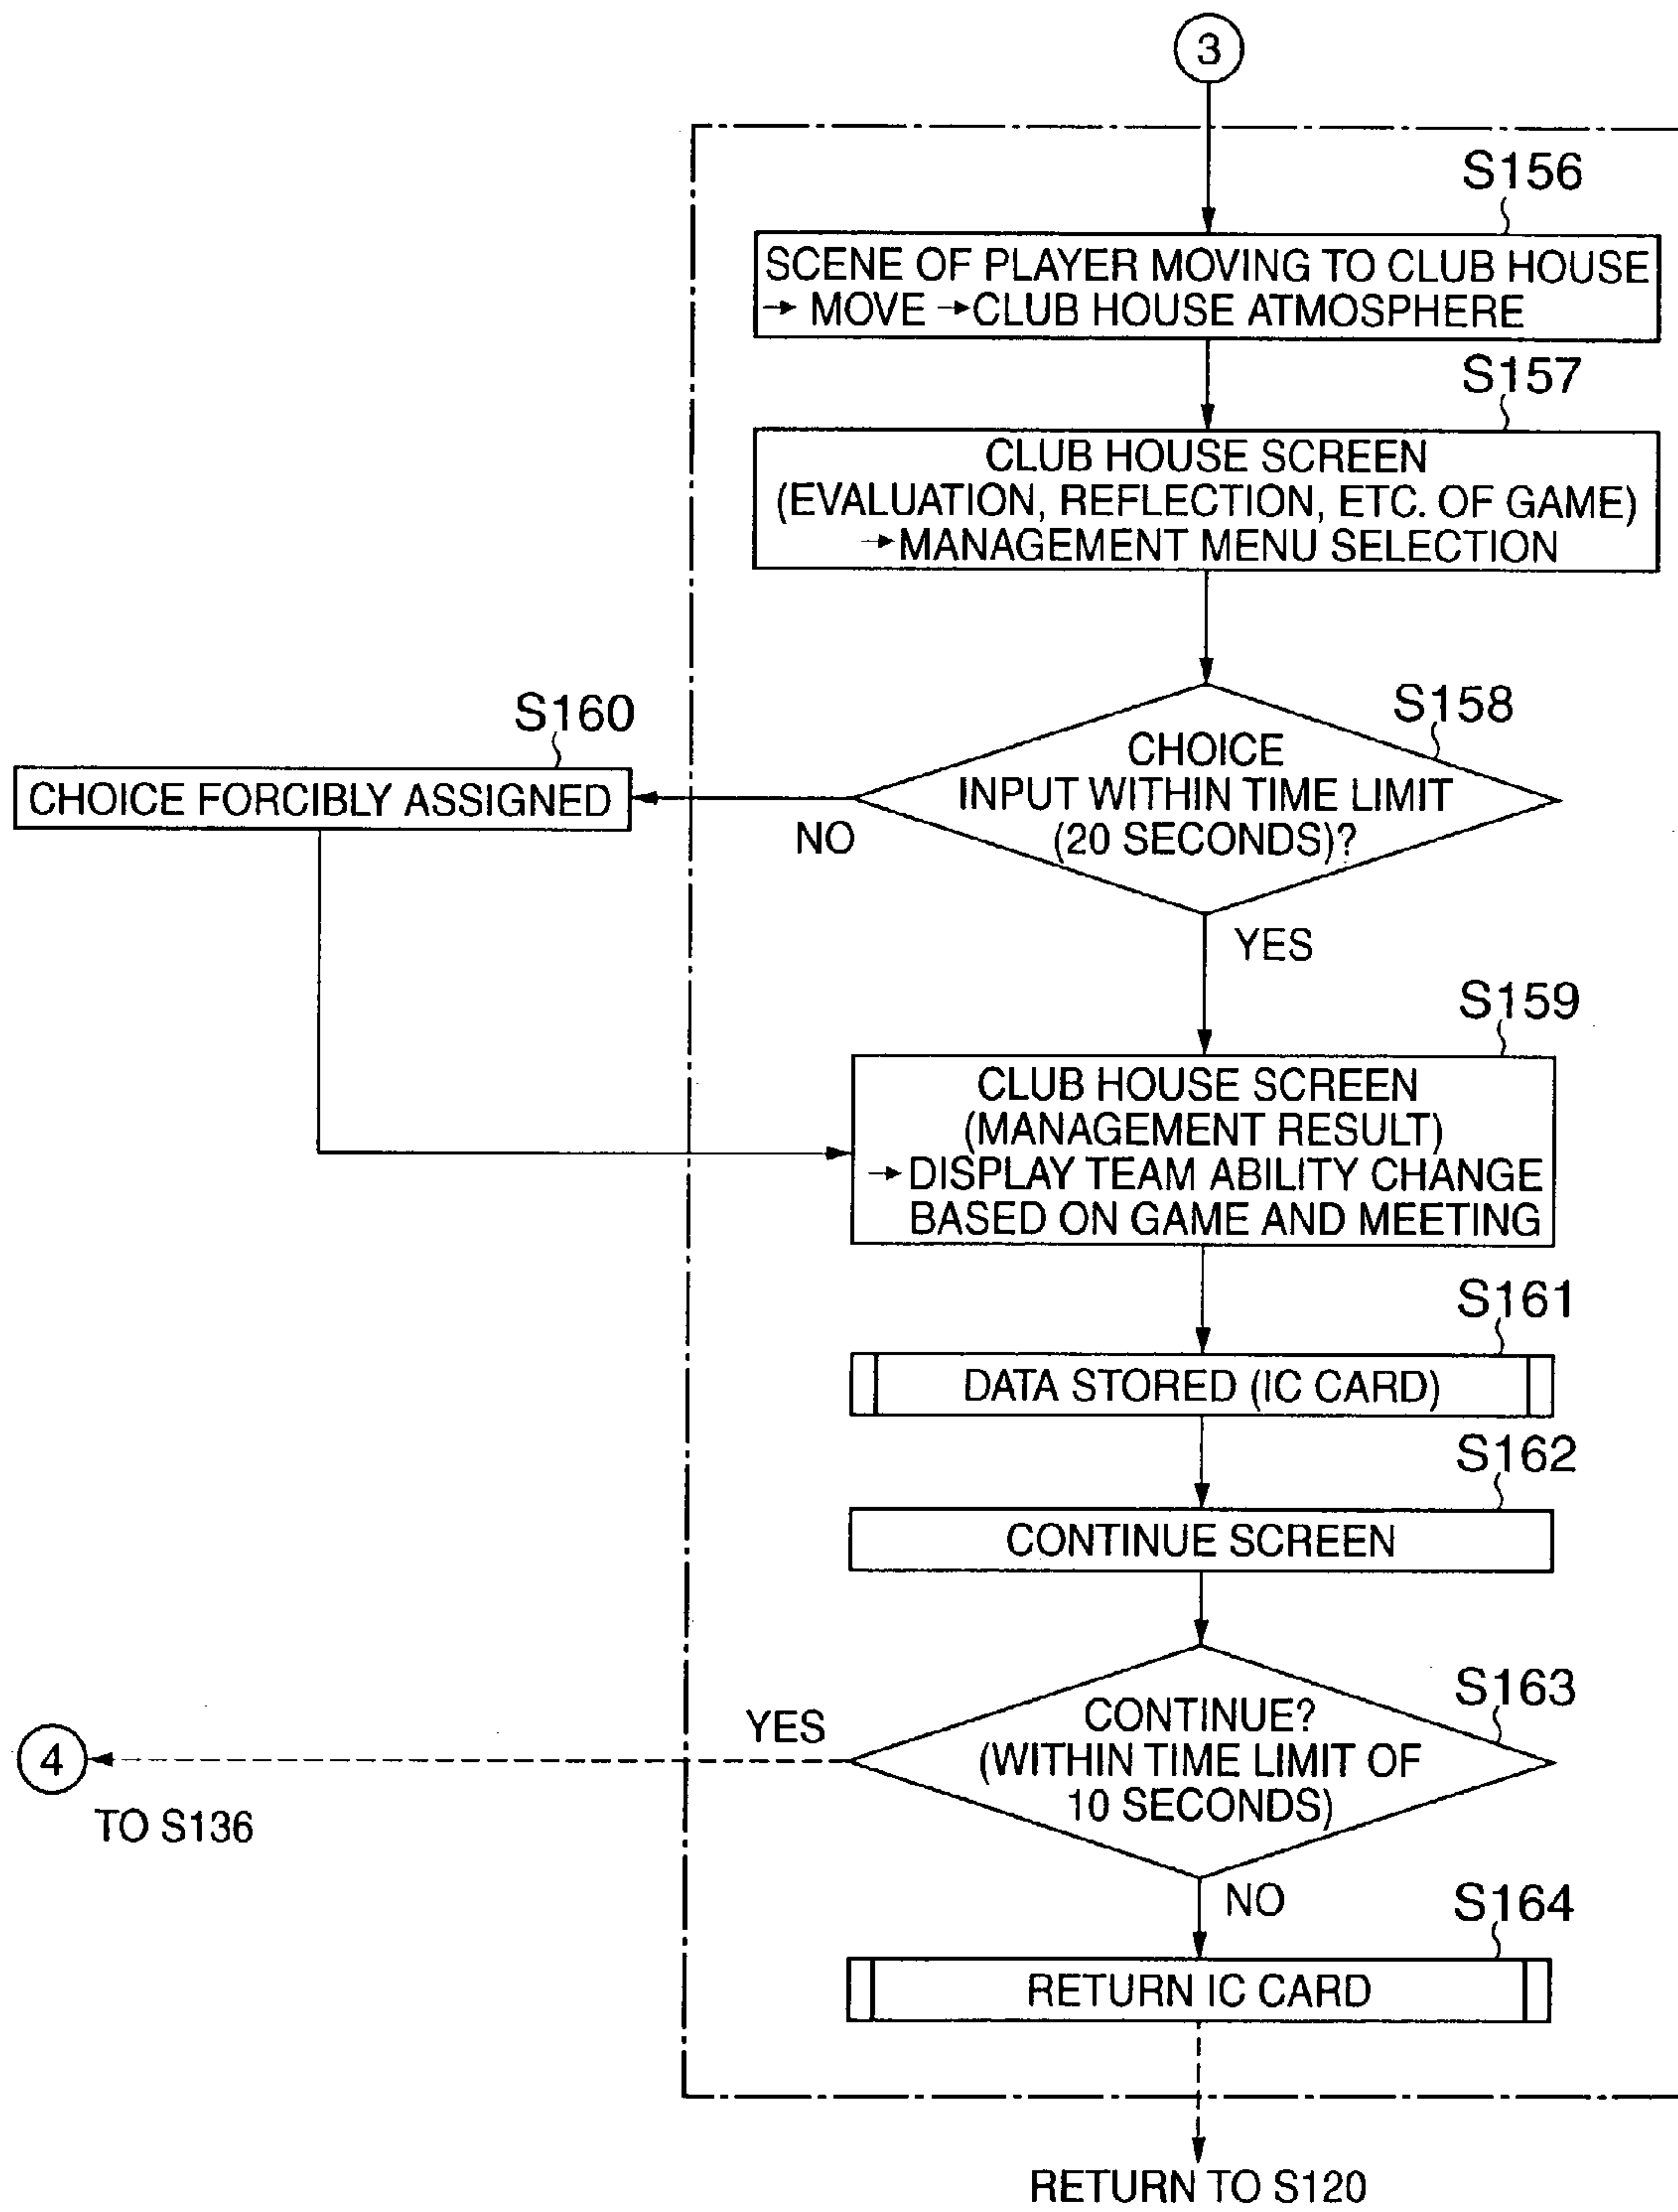 3
S156
SCENE OF PLAYER MOVING TO CLUB HOUSE
→ MOVE → CLUB HOUSE ATMOSPHERE
S157
CLUB HOUSE SCREEN
(EVALUATION, REFLECTION, ETC. OF GAME)
→ MANAGEMENT MENU SELECTION
S158
CHOICE
INPUT WITHIN TIME LIMIT
(20 SECONDS)?
NO
S160
CHOICE FORCIBLY ASSIGNED
YES
S159
CLUB HOUSE SCREEN
(MANAGEMENT RESULT)
→ DISPLAY TEAM ABILITY CHANGE
BASED ON GAME AND MEETING
S161
DATA STORED (IC CARD)
S162
CONTINUE SCREEN
S163
CONTINUE?
(WITHIN TIME LIMIT OF
10 SECONDS)
YES
4
TO S136
NO
S164
RETURN IC CARD
RETURN TO S120